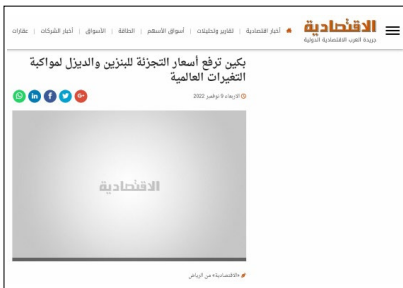 الاقتصادية
جريدة العرب الاقتصادية الدولية
أخبار اقتصادية | تقارير وتحليلات | أسواق الأسهم | الطاقة | الأسواق | أخبار الشركات | عقارات
بكين ترفع أسعار التجزئة للبنزين والديزل لمواكبة
التغيرات العالمية
الاربعاء 9 نوفمبر 2022
الاقتصادية
«الاقتصادية» من الرياض